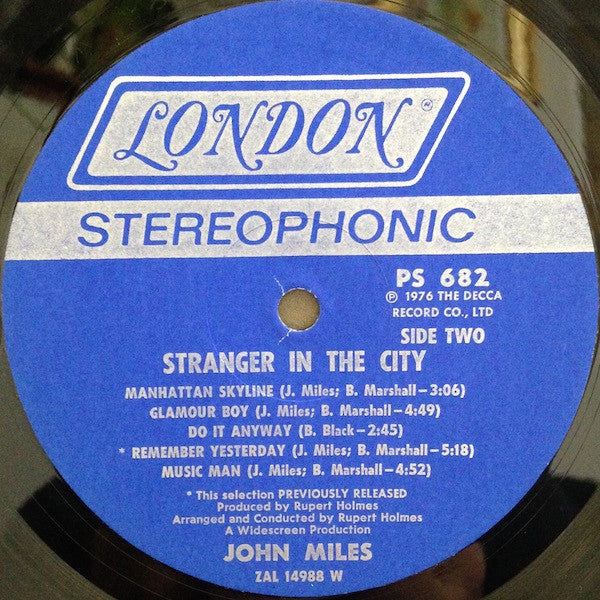 LONDON
STEREOPHONIC
PS 682
Ⓟ 1976 THE DECCA
RECORD CO., LTD
SIDE TWO
STRANGER IN THE CITY
MANHATTAN SKYLINE (J. Miles; B. Marshall—3:06)
GLAMOUR BOY (J. Miles; B. Marshall—4:49)
DO IT ANYWAY (B. Black—2:45)
* REMEMBER YESTERDAY (J. Miles; B. Marshall—5:18)
MUSIC MAN (J. Miles; B. Marshall—4:52)
* This selection PREVIOUSLY RELEASED
Produced by Rupert Holmes
Arranged and Conducted by Rupert Holmes
A Widescreen Production
JOHN MILES
ZAL 14988 W